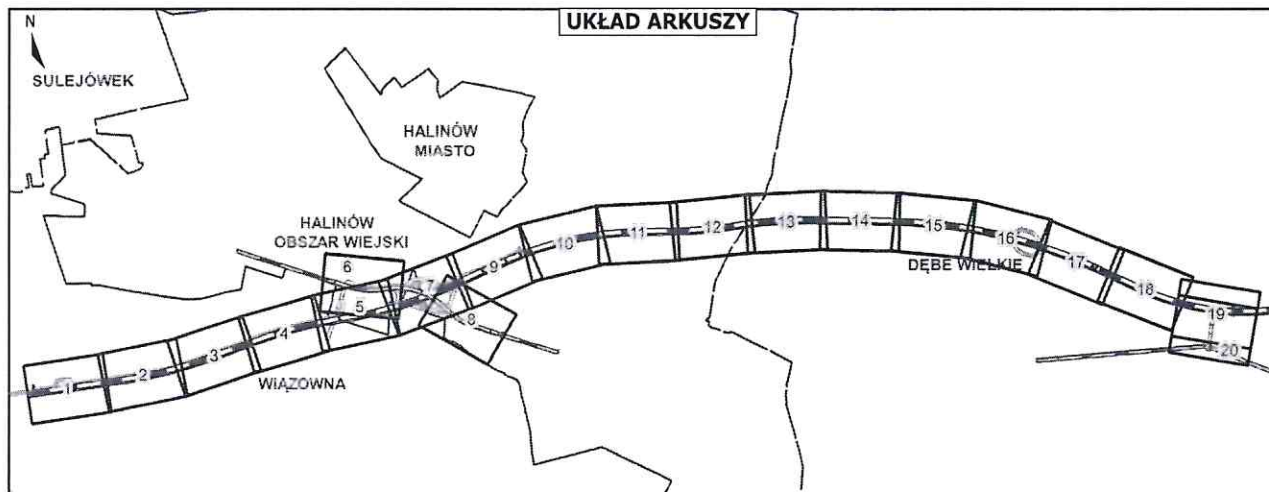 UKŁAD ARKUSZY
N
SULEJÓWEK
HALINÓW
MIASTO
HALINÓW
OBSZAR WIEJSKI
DĘBE WIELKIE
WIĄZOWNA
1
2
3
4
5
6
7
8
9
10
11
12
13
14
15
16
17
18
19
20